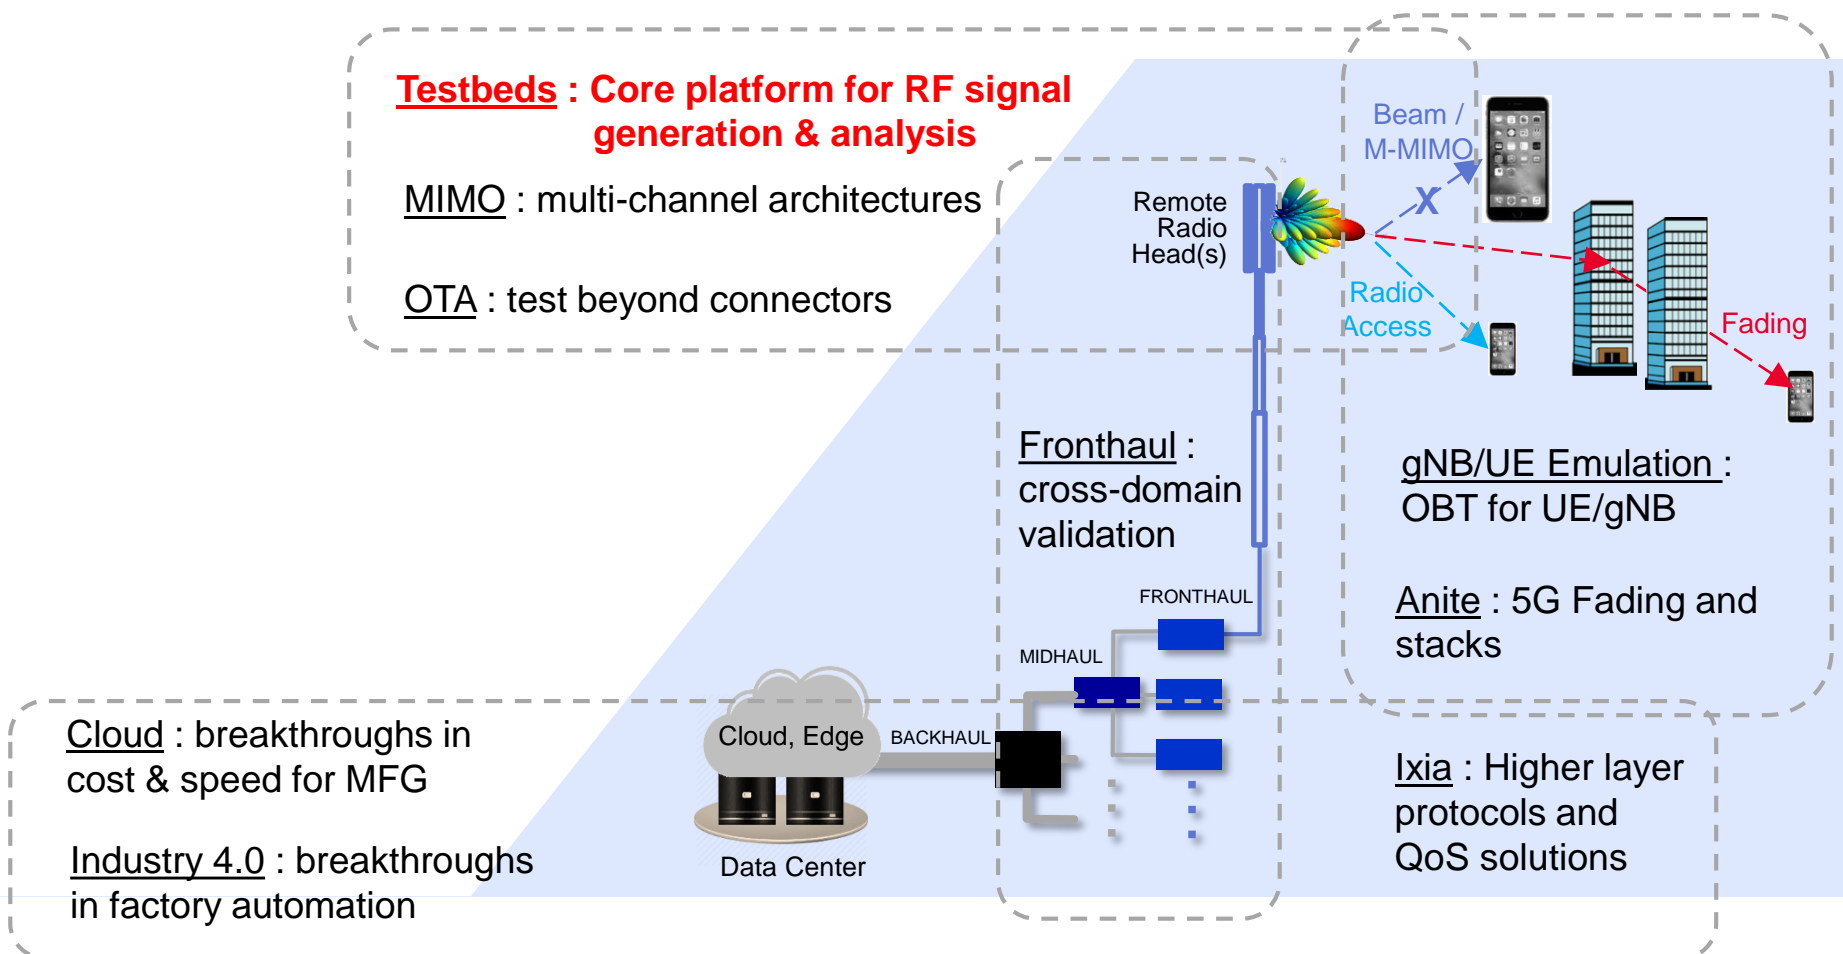 Testbeds : Core platform for RF signal
generation & analysis
MIMO : multi-channel architectures
OTA : test beyond connectors
Beam /
M-MIMO
X
Remote
Radio
Head(s)
Radio
Access
Fading
Fronthaul :
cross-domain
validation
gNB/UE Emulation :
OBT for UE/gNB
Anite : 5G Fading and
stacks
FRONTHAUL
MIDHAUL
BACKHAUL
Cloud, Edge
Data Center
Cloud : breakthroughs in
cost & speed for MFG
Industry 4.0 : breakthroughs
in factory automation
Ixia : Higher layer
protocols and
QoS solutions